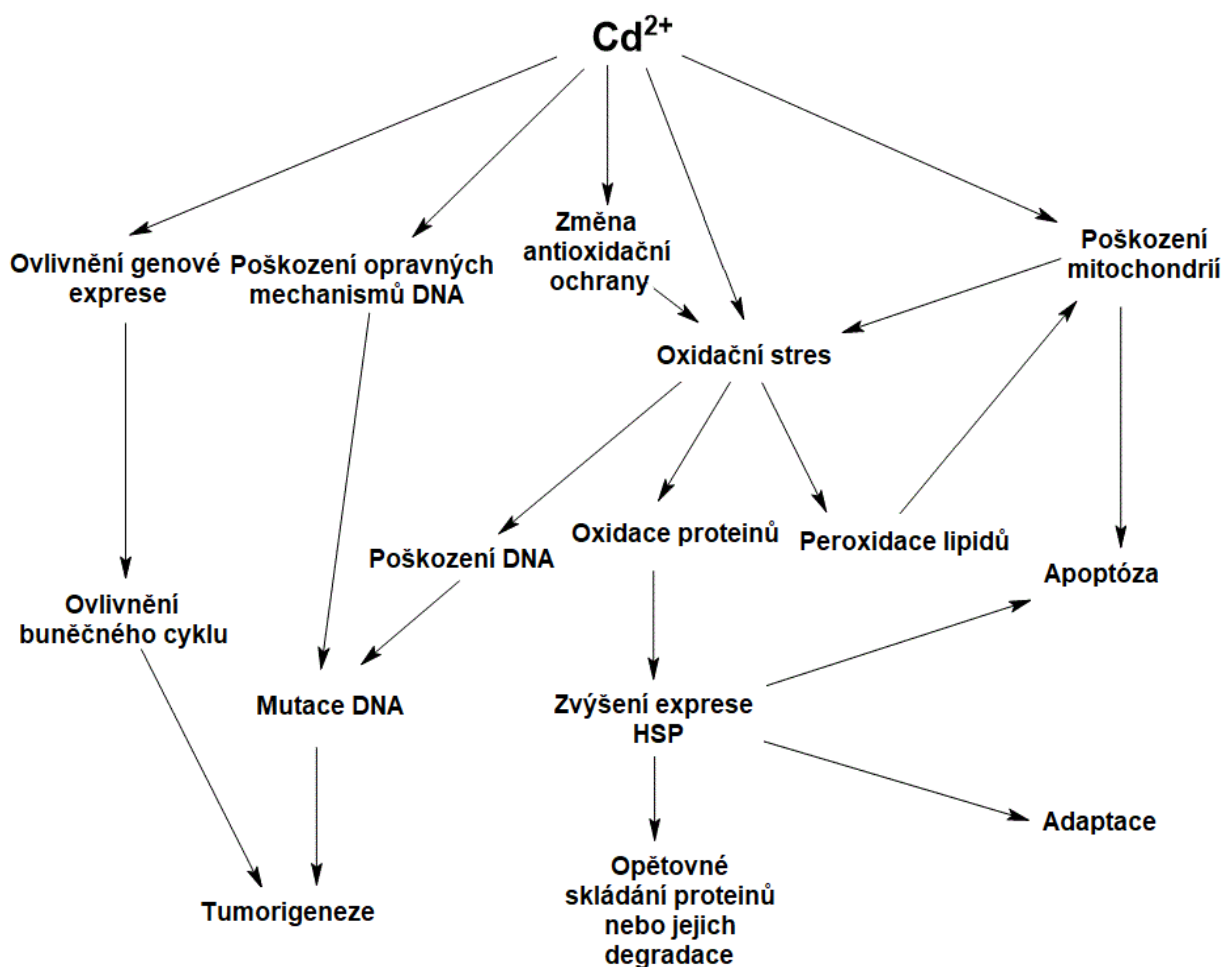 Cd²⁺
Změna
antioxidační
ochrany
Poškození
mitochondrií
Ovlivnění genové
exprese
Poškození opravných
mechanismů DNA
Oxidační stres
Oxidace proteinů
Peroxidace lipidů
Poškození DNA
Apoptóza
Ovlivnění
buněčného cyklu
Mutace DNA
Zvýšení exprese
HSP
Adaptace
Opětovné
skládání proteinů
nebo jejich
degradace
Tumorigeneze